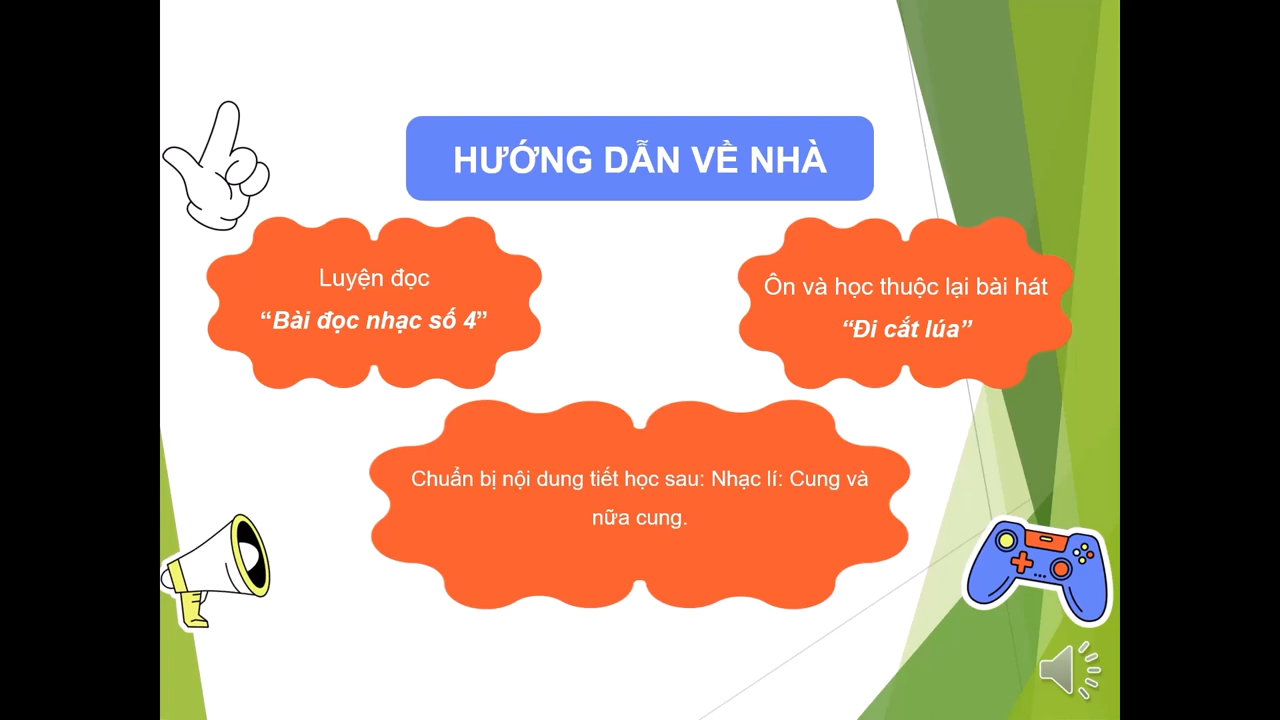 HƯỚNG DẪN VỀ NHÀ
Luyện đọc
“Bài đọc nhạc số 4”
Ôn và học thuộc lại bài hát
“Đi cắt lúa”
Chuẩn bị nội dung tiết học sau: Nhạc lí: Cung và
nữa cung.